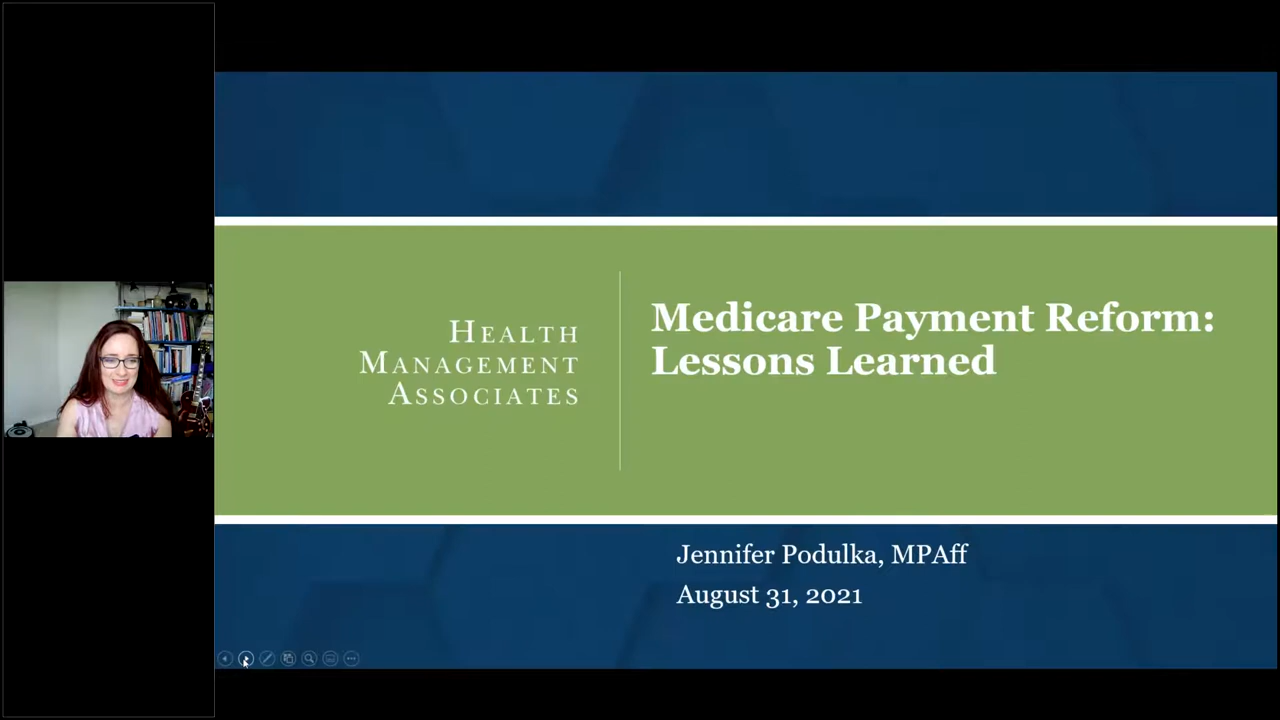 HEALTH
MANAGEMENT
ASSOCIATES
Medicare Payment Reform:
Lessons Learned
Jennifer Podulka, MPAff
August 31, 2021